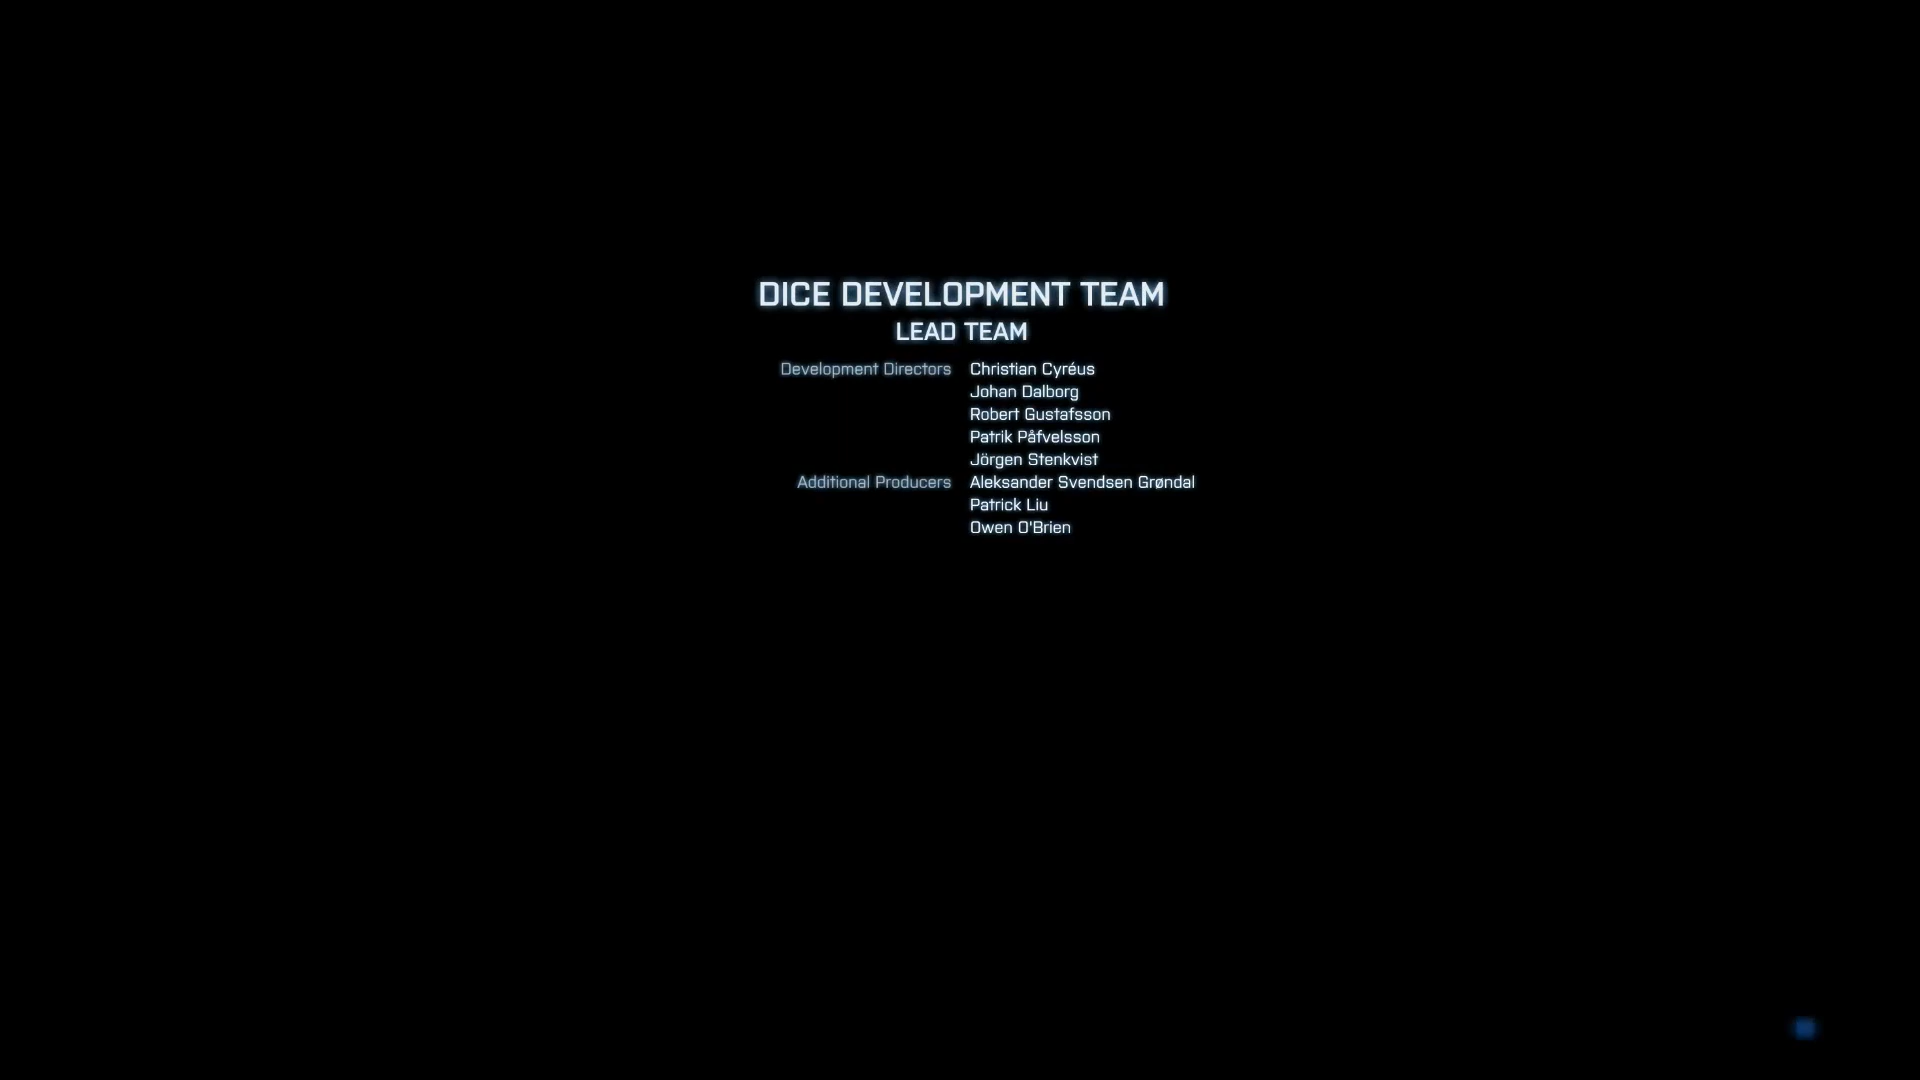 DICE DEVELOPMENT TEAM
LEAD TEAM
Development Directors Christian Cyréus
Johan Dalborg
Robert Gustafsson
Patrik Påfvelsson
Jörgen Stenkvist
Additional Producers Aleksander Svendsen Grøndal
Patrick Liu
Owen O'Brien